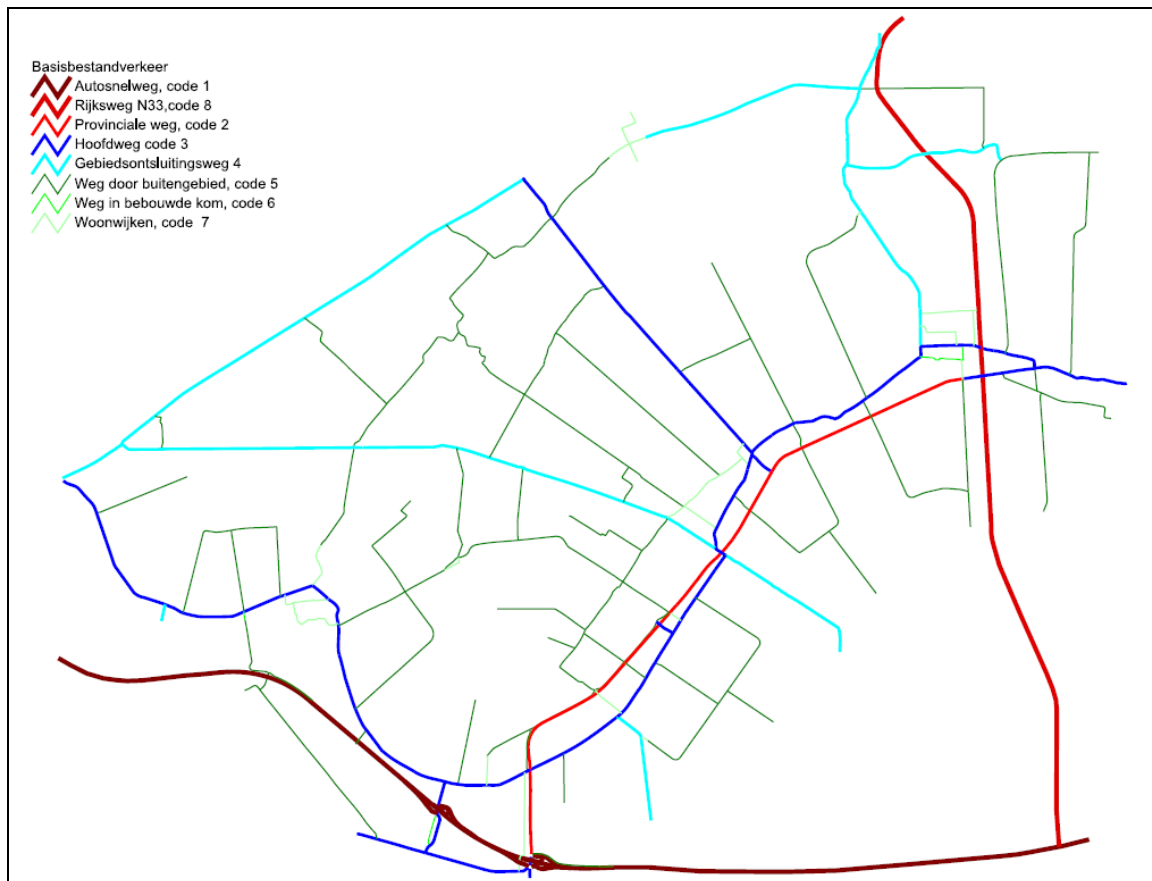 Basisbestandverkeer
Autosnelweg, code 1
Rijksweg N33,code 8
Provinciale weg, code 2
Hoofdweg code 3
Gebiedsontsluitingsweg 4
Weg door buitengebied, code 5
Weg in bebouwde kom, code 6
Woonwijken, code 7